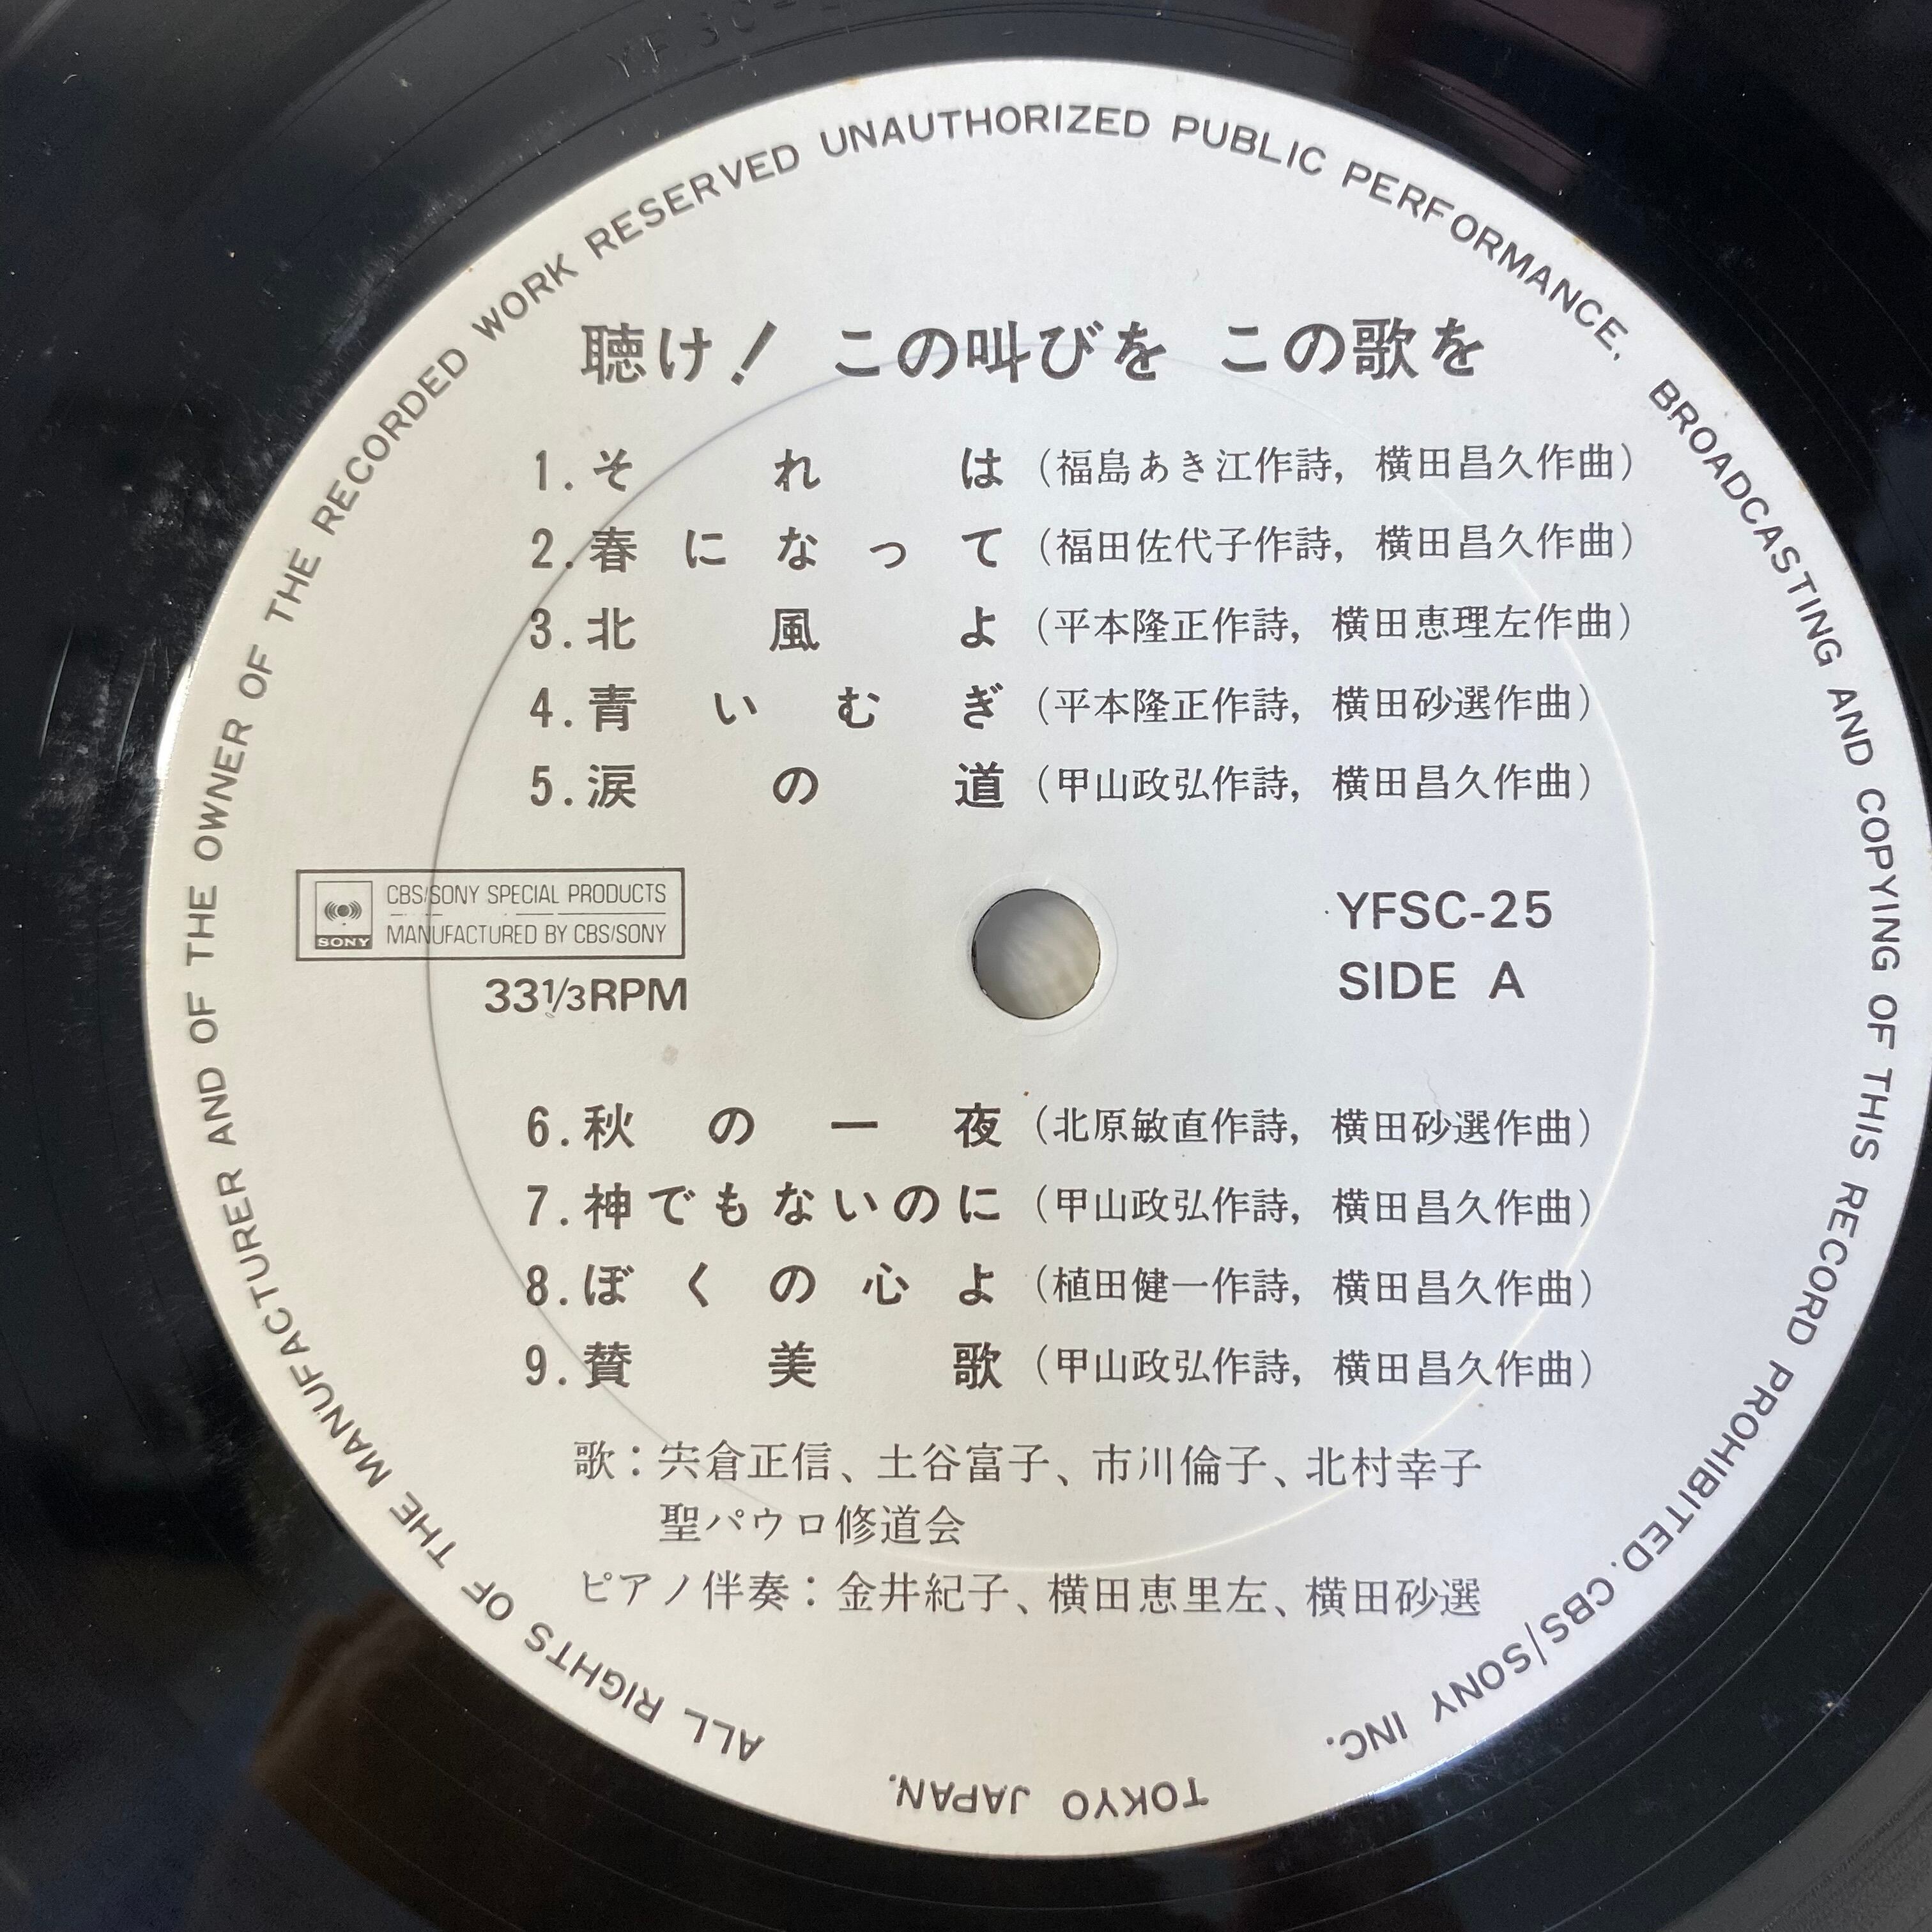 聴け！ この叫びを この歌を
1.それは（福島あき江作詩，横田昌久作曲）
2.春になって（福田佐代子作詩，横田昌久作曲）
3.北風よ（平本隆正作詩，横田恵理左作曲）
4.青いむぎ（平本隆正作詩，横田砂選作曲）
5.涙の道（甲山政弘作詩，横田昌久作曲）
CBS/SONY SPECIAL PRODUCTS
MANUFACTURED BY CBS/SONY
SONY
33⅓RPM
YFSC-25
SIDE A
6.秋の一夜（北原敏直作詩，横田砂選作曲）
7.神でもないのに（甲山政弘作詩，横田昌久作曲）
8.ぼくの心よ（植田健一作詩，横田昌久作曲）
9.賛美歌（甲山政弘作詩，横田昌久作曲）
歌：宍倉正信、土谷富子、市川倫子、北村幸子
聖パウロ修道会
ピアノ伴奏：金井紀子、横田恵里左、横田砂選
ALL RIGHTS OF THE MANUFACTURER AND OF THE OWNER OF THE RECORDED WORK RESERVED UNAUTHORIZED PUBLIC PERFORMANCE, BROADCASTING AND COPYING OF THIS RECORD PROHIBITED. CBS/SONY INC. TOKYO JAPAN.